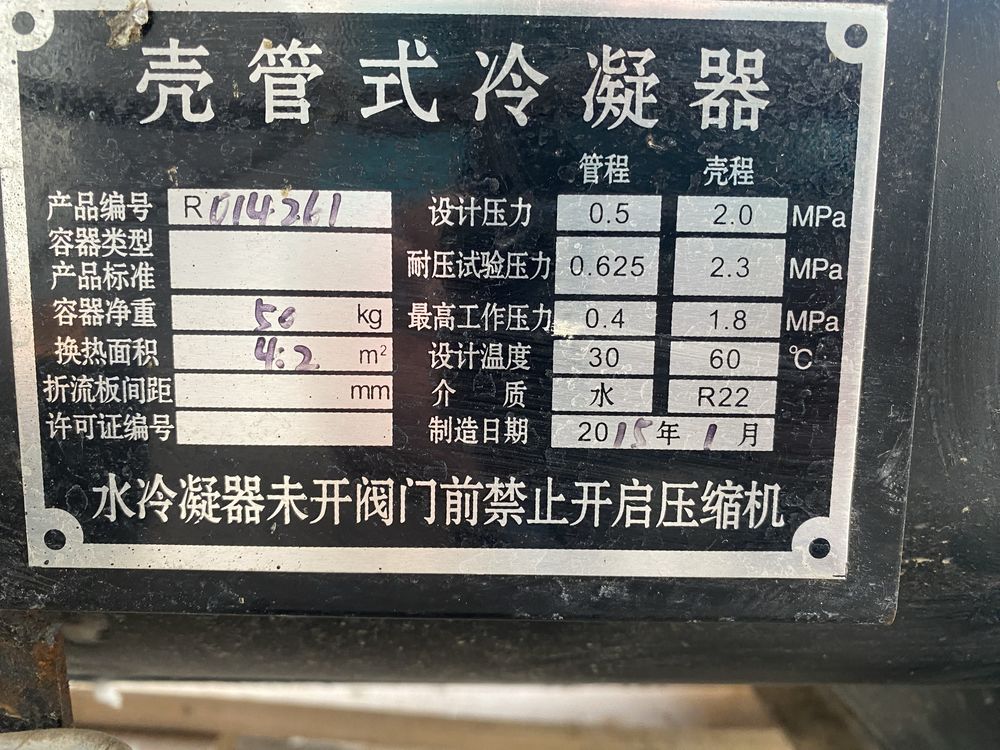 壳管式冷凝器
管程 壳程
产品编号 R014261 设计压力 0.5 2.0 MPa
容器类型
产品标准 耐压试验压力 0.625 2.3 MPa
容器净重 50 kg 最高工作压力 0.4 1.8 MPa
换热面积 4.2 m² 设计温度 30 60 ℃
折流板间距 mm 介质 水 R22
许可证编号 制造日期 2015年1月
水冷凝器未开阀门前禁止开启压缩机